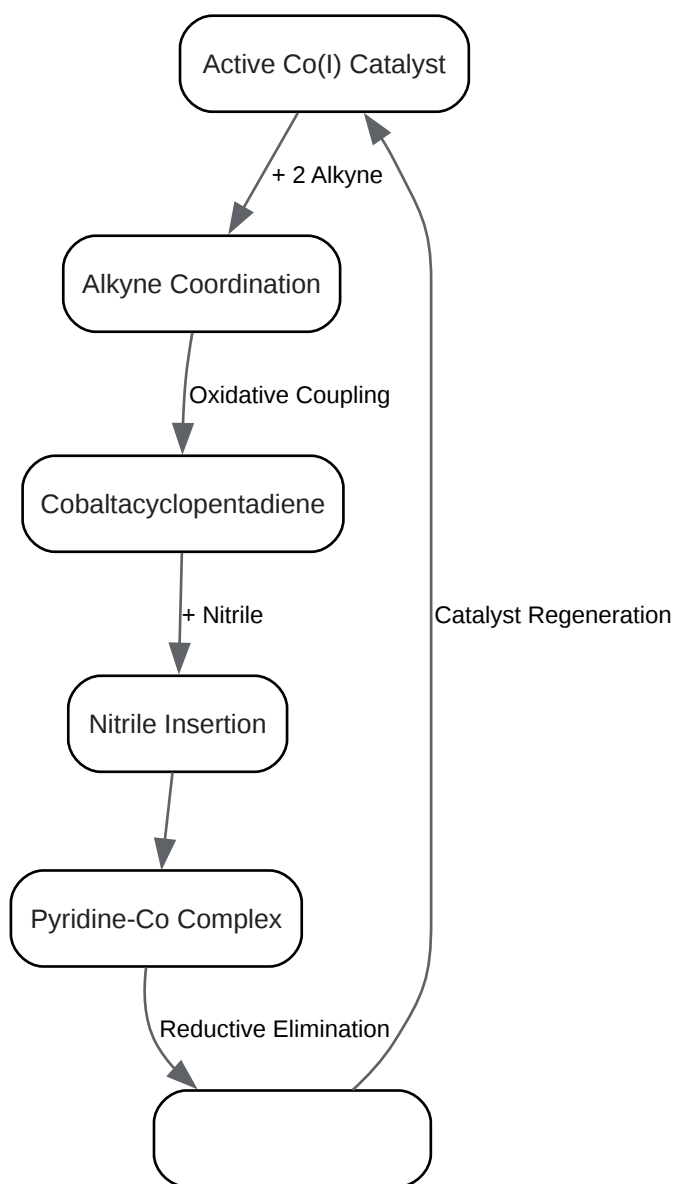 Active Co(I) Catalyst
+ 2 Alkyne
Alkyne Coordination
Oxidative Coupling
Cobaltacyclopentadiene
+ Nitrile
Catalyst Regeneration
Nitrile Insertion
Pyridine-Co Complex
Reductive Elimination